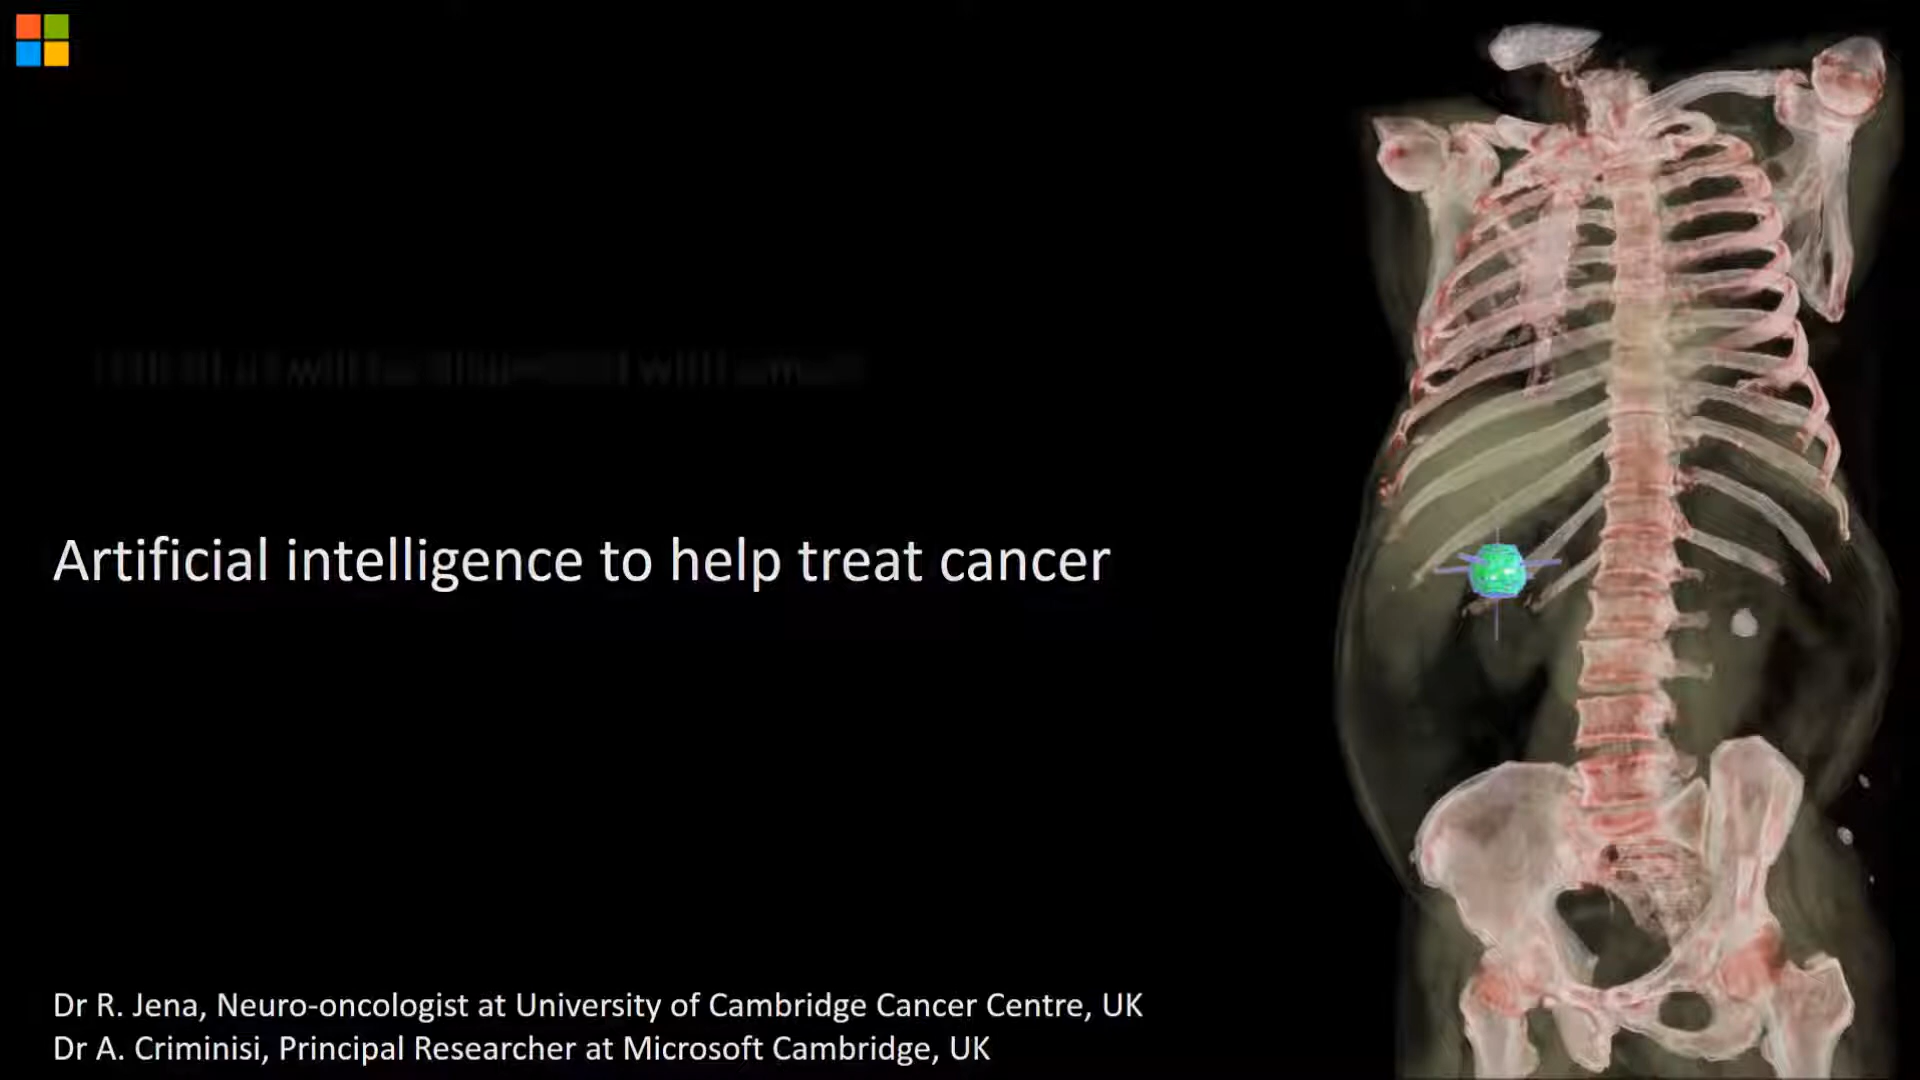 Artificial intelligence to help treat cancer
Dr R. Jena, Neuro-oncologist at University of Cambridge Cancer Centre, UK
Dr A. Criminisi, Principal Researcher at Microsoft Cambridge, UK